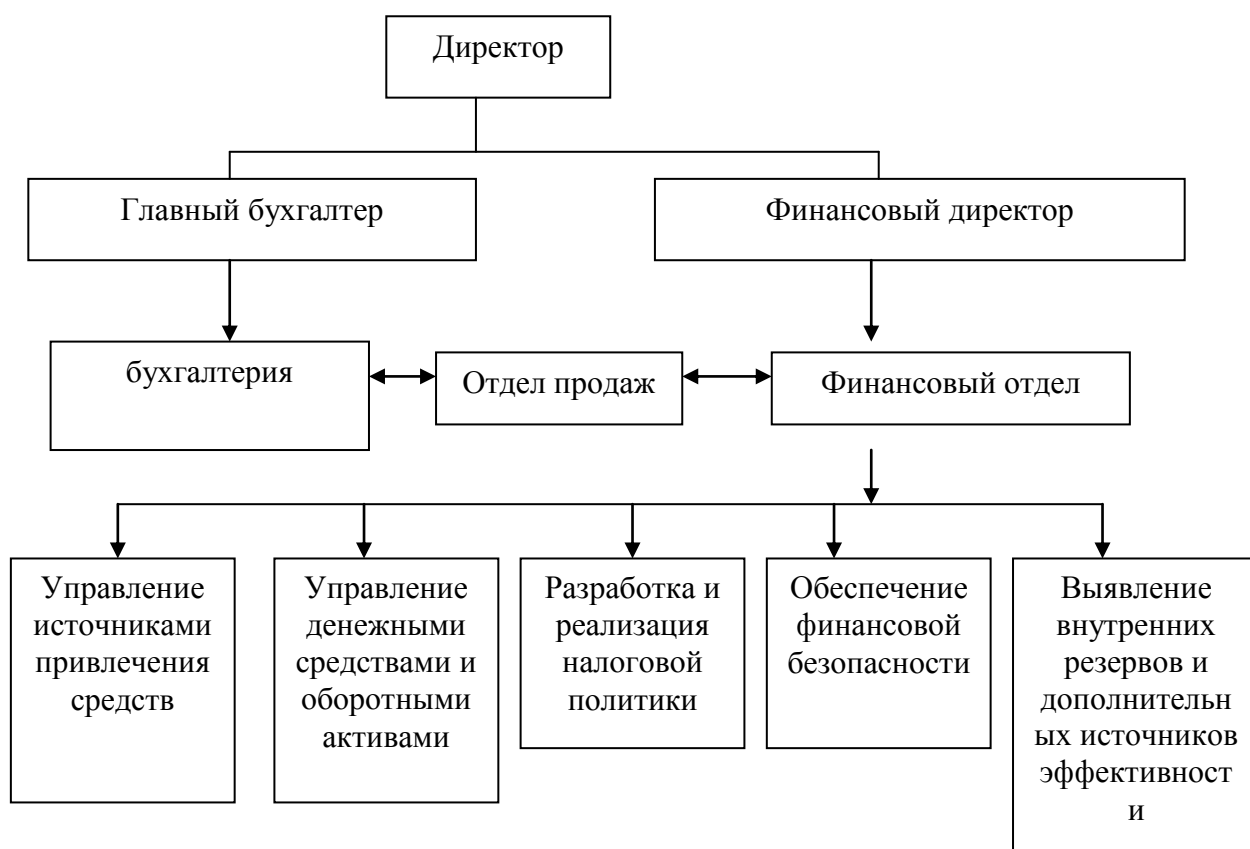 Директор
Главный бухгалтер
Финансовый директор
бухгалтерия
Отдел продаж
Финансовый отдел
Управление
источниками
привлечения
средств
Управление
денежными
средствами и
оборотными
активами
Разработка и
реализация
налоговой
политики
Обеспечение
финансовой
безопасности
Выявление
внутренних
резервов и
дополнительн
ых источников
эффективност
и